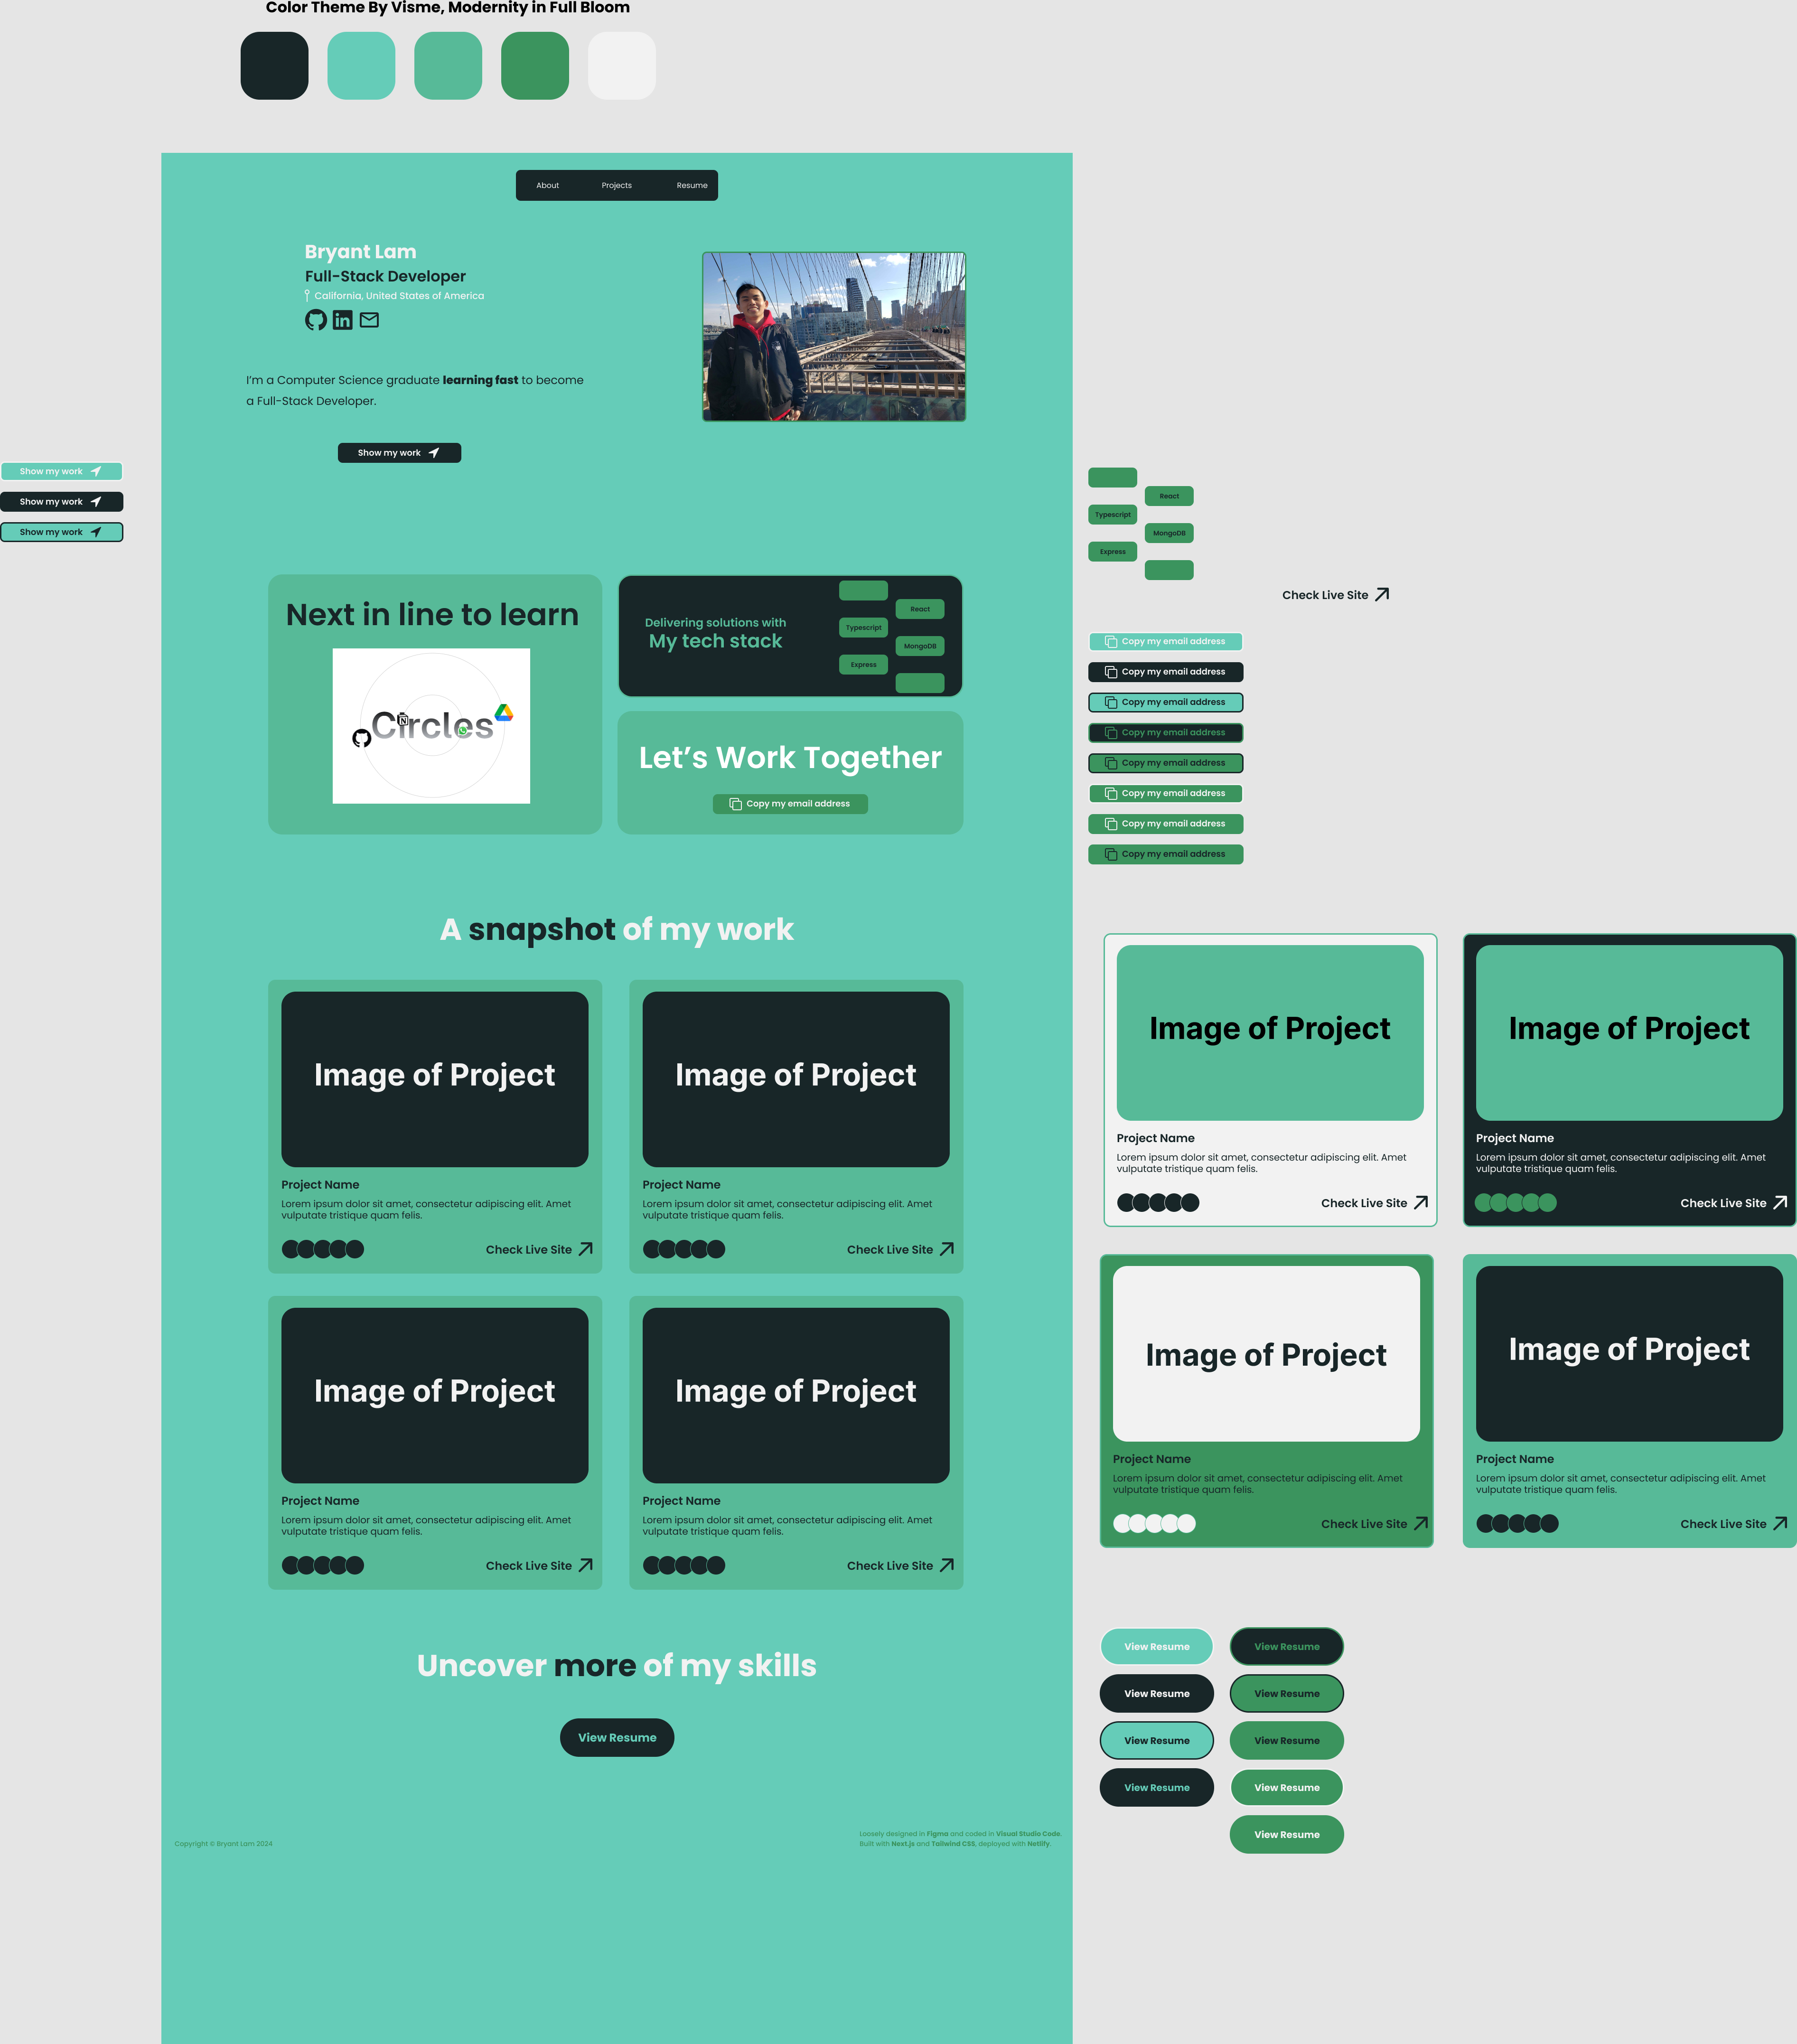 Color Theme By Visme, Modernity in Full Bloom
About Projects Resume
Bryant Lam
Full-Stack Developer
California, United States of America
in
I'm a Computer Science graduate learning fast to become
a Full-Stack Developer.
Show my work
Show my work
Show my work
Show my work
React
Typescript
MongoDB
Express
Check Live Site
Next in line to learn
Circles
N
Delivering solutions with
My tech stack
React
Typescript
MongoDB
Express
Let's Work Together
Copy my email address
Copy my email address
Copy my email address
Copy my email address
Copy my email address
Copy my email address
Copy my email address
Copy my email address
Copy my email address
A snapshot of my work
Image of Project
Project Name
Lorem ipsum dolor sit amet, consectetur adipiscing elit. Amet
vulputate tristique quam felis.
Check Live Site
Image of Project
Project Name
Lorem ipsum dolor sit amet, consectetur adipiscing elit. Amet
vulputate tristique quam felis.
Check Live Site
Image of Project
Project Name
Lorem ipsum dolor sit amet, consectetur adipiscing elit. Amet
vulputate tristique quam felis.
Check Live Site
Image of Project
Project Name
Lorem ipsum dolor sit amet, consectetur adipiscing elit. Amet
vulputate tristique quam felis.
Check Live Site
Image of Project
Project Name
Lorem ipsum dolor sit amet, consectetur adipiscing elit. Amet
vulputate tristique quam felis.
Check Live Site
Image of Project
Project Name
Lorem ipsum dolor sit amet, consectetur adipiscing elit. Amet
vulputate tristique quam felis.
Check Live Site
Image of Project
Project Name
Lorem ipsum dolor sit amet, consectetur adipiscing elit. Amet
vulputate tristique quam felis.
Check Live Site
Image of Project
Project Name
Lorem ipsum dolor sit amet, consectetur adipiscing elit. Amet
vulputate tristique quam felis.
Check Live Site
Uncover more of my skills
View Resume
View Resume
View Resume
View Resume
View Resume
View Resume
View Resume
View Resume
View Resume
View Resume
Copyright © Bryant Lam 2024
Loosely designed in Figma and coded in Visual Studio Code.
Built with Next.js and Tailwind CSS, deployed with Netlify.